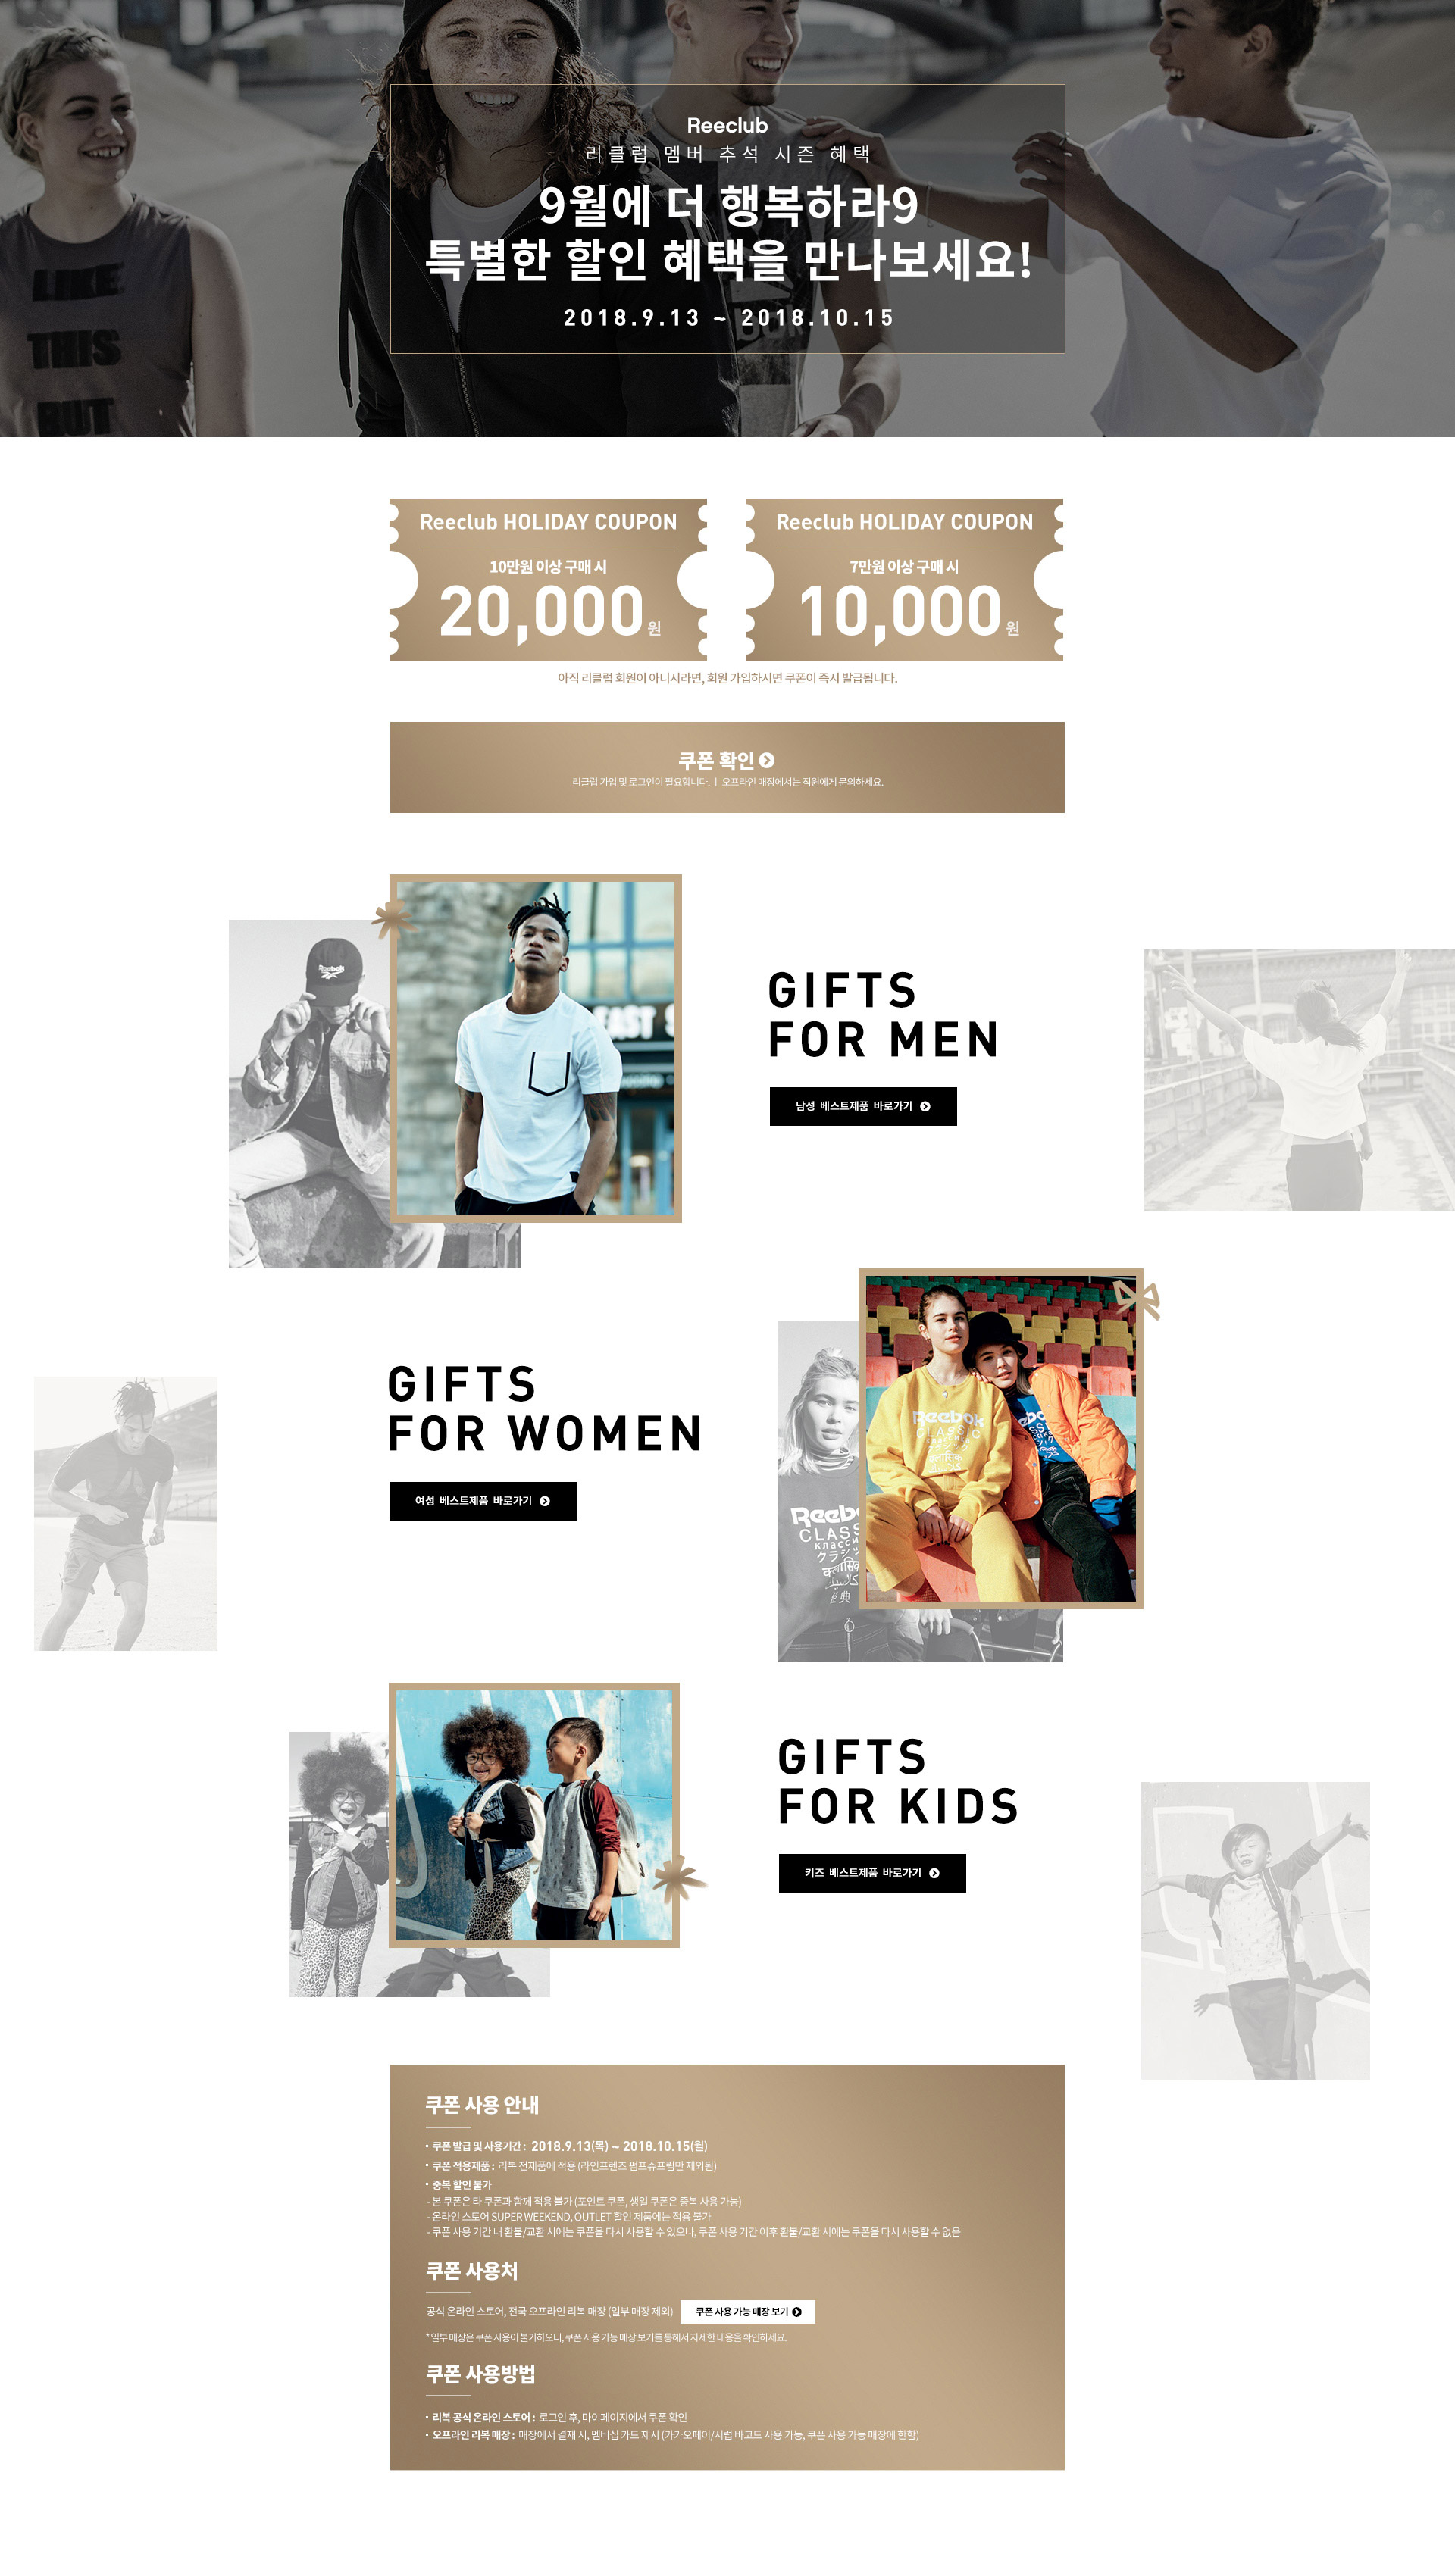 LIKE
THIS
BUT
Reeclub
리클럽 멤버 추석 시즌 혜택
9월에 더 행복하라9
특별한 할인 혜택을 만나보세요!
2018.9.13 ~ 2018.10.15
Reeclub HOLIDAY COUPON
10만원 이상 구매 시
20,000원
Reeclub HOLIDAY COUPON
7만원 이상 구매 시
10,000원
아직 리클럽 회원이 아니시라면, 회원 가입하시면 쿠폰이 즉시 발급됩니다.
쿠폰 확인
리클럽 가입 및 로그인이 필요합니다. ㅣ 오프라인 매장에서는 직원에게 문의하세요.
Reebok
EAST S
GIFTS
FOR MEN
남성 베스트제품 바로가기
GIFTS
FOR WOMEN
여성 베스트제품 바로가기
Reebok
CLASSIC
Reeb
CLASS
класси
クラシッ
典
GIFTS
FOR KIDS
키즈 베스트제품 바로가기
쿠폰 사용 안내
• 쿠폰 발급 및 사용기간 : 2018.9.13(목) ~ 2018.10.15(월)
• 쿠폰 적용제품 : 리복 전제품에 적용 (라인프렌즈 펌프슈프림만 제외됨)
• 중복 할인 불가
- 본 쿠폰은 타 쿠폰과 함께 적용 불가 (포인트 쿠폰, 생일 쿠폰은 중복 사용 가능)
- 온라인 스토어 SUPER WEEKEND, OUTLET 할인 제품에는 적용 불가
- 쿠폰 사용 기간 내 환불/교환 시에는 쿠폰을 다시 사용할 수 있으나, 쿠폰 사용 기간 이후 환불/교환 시에는 쿠폰을 다시 사용할 수 없음
쿠폰 사용처
공식 온라인 스토어, 전국 오프라인 리복 매장 (일부 매장 제외) 쿠폰 사용 가능 매장 보기
* 일부 매장은 쿠폰 사용이 불가하오니, 쿠폰 사용 가능 매장 보기를 통해서 자세한 내용을 확인하세요.
쿠폰 사용방법
• 리복 공식 온라인 스토어 : 로그인 후, 마이페이지에서 쿠폰 확인
• 오프라인 리복 매장 : 매장에서 결재 시, 멤버십 카드 제시 (카카오페이/시럽 바코드 사용 가능, 쿠폰 사용 가능 매장에 한함)